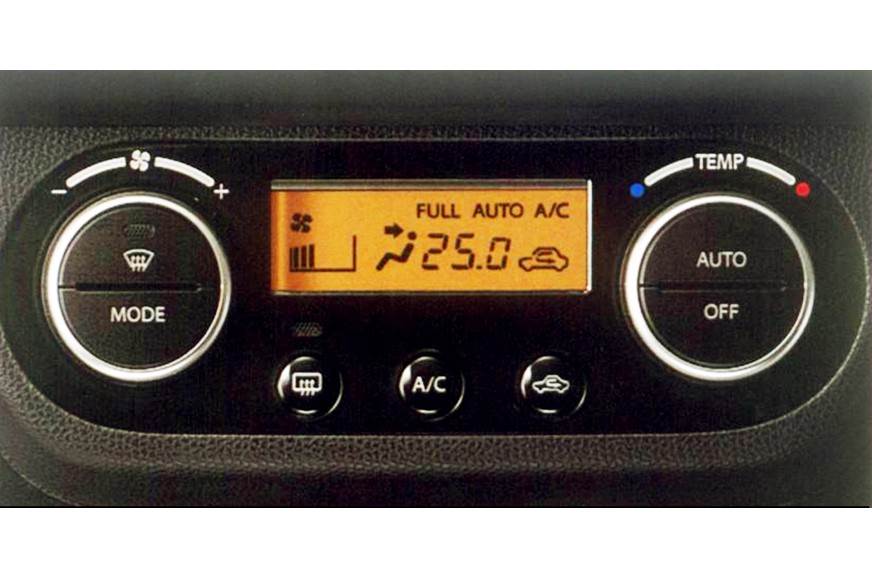 - +
TEMP
FULL AUTO A/C
25.0
AUTO
MODE
OFF
A/C